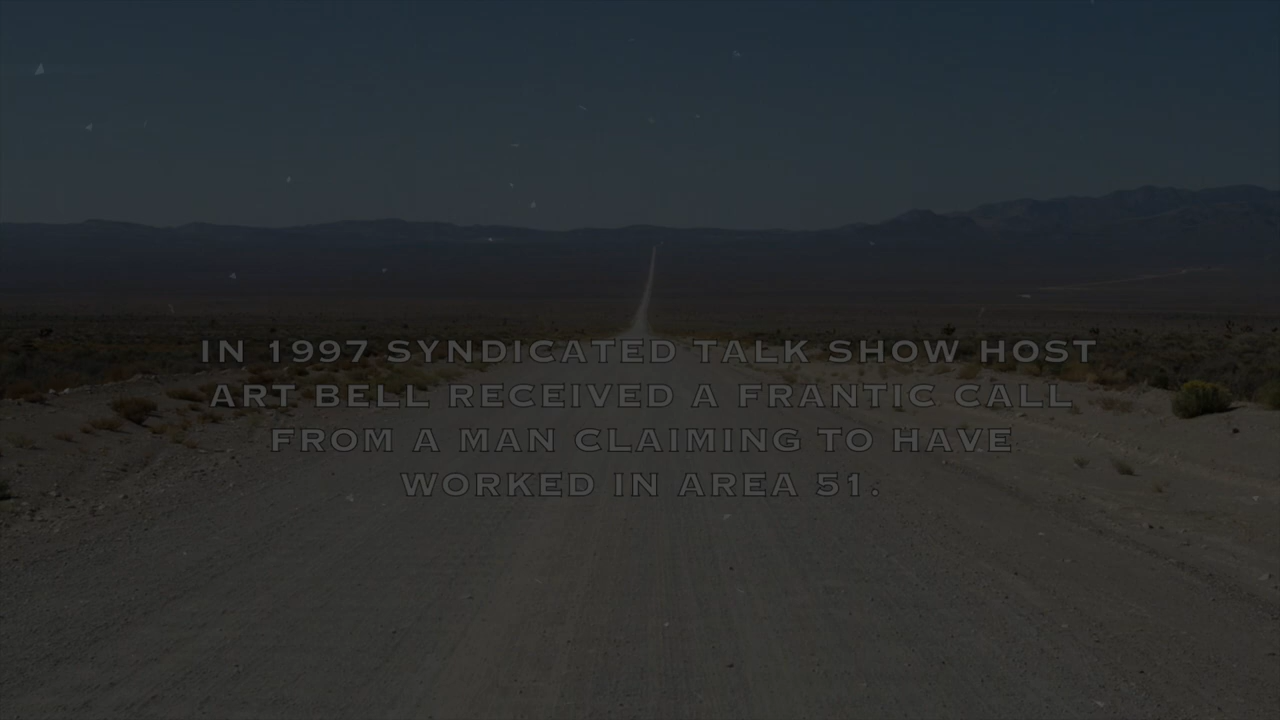 IN 1997 SYNDICATED TALK SHOW HOST
ART BELL RECEIVED A FRANTIC CALL
FROM A MAN CLAIMING TO HAVE
WORKED IN AREA 51.